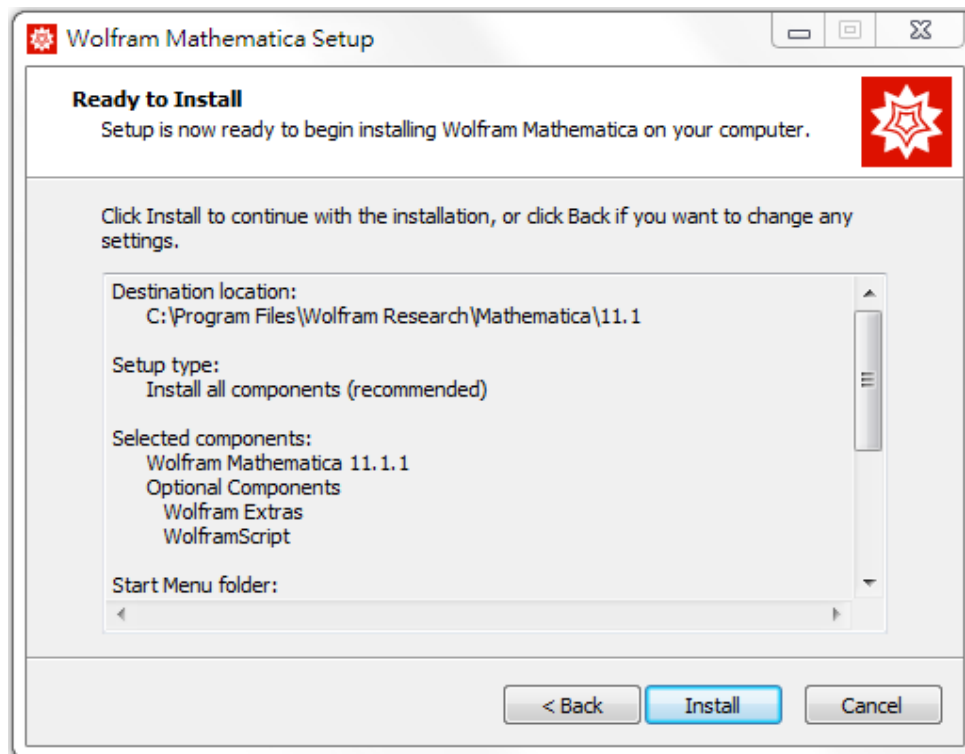 Wolfram Mathematica Setup
Ready to Install
Setup is now ready to begin installing Wolfram Mathematica on your computer.
Click Install to continue with the installation, or click Back if you want to change any
settings.
Destination location:
C:\Program Files\Wolfram Research\Mathematica\11.1
Setup type:
Install all components (recommended)
Selected components:
Wolfram Mathematica 11.1.1
Optional Components
Wolfram Extras
WolframScript
Start Menu folder:
< Back
Install
Cancel